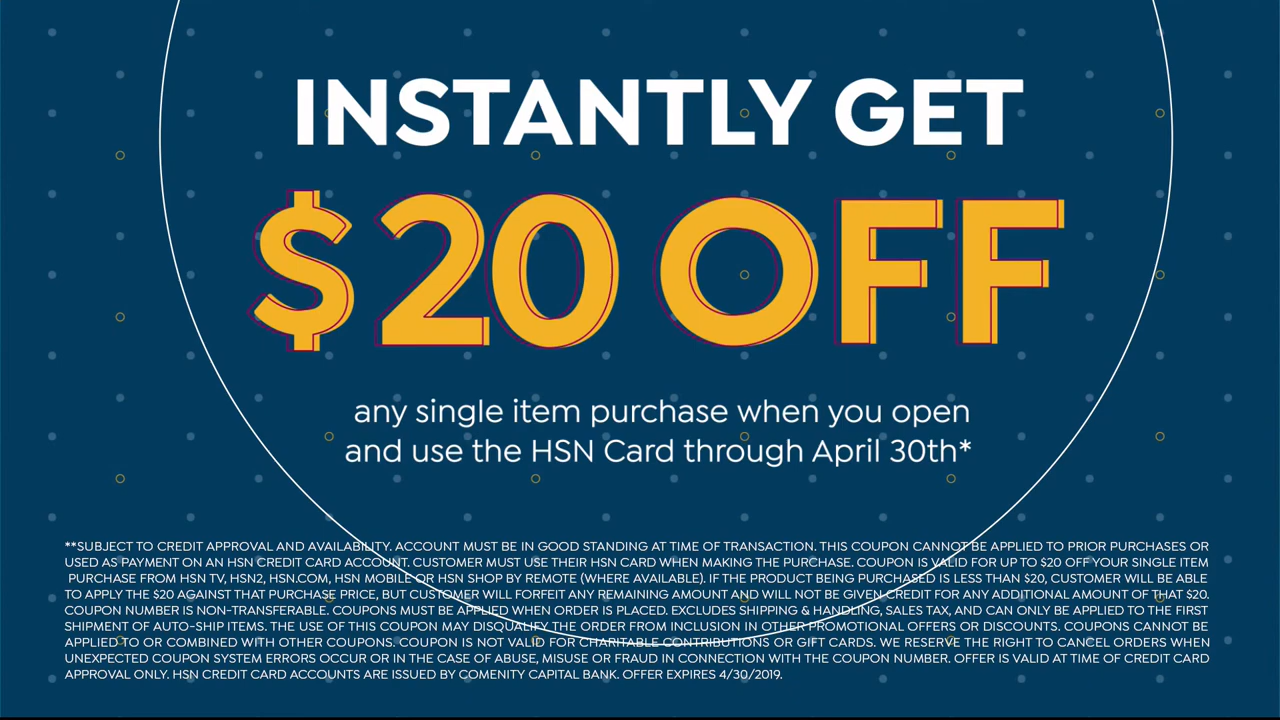 INSTANTLY GET
$20 OFF
any single item purchase when you open
and use the HSN Card through April 30th*
**SUBJECT TO CREDIT APPROVAL AND AVAILABILITY. ACCOUNT MUST BE IN GOOD STANDING AT TIME OF TRANSACTION. THIS COUPON CANNOT BE APPLIED TO PRIOR PURCHASES OR
USED AS PAYMENT ON AN HSN CREDIT CARD ACCOUNT. CUSTOMER MUST USE THEIR HSN CARD WHEN MAKING THE PURCHASE. COUPON IS VALID FOR UP TO $20 OFF YOUR SINGLE ITEM
PURCHASE FROM HSN TV, HSN2, HSN.COM, HSN MOBILE OR HSN SHOP BY REMOTE (WHERE AVAILABLE). IF THE PRODUCT BEING PURCHASED IS LESS THAN $20, CUSTOMER WILL BE ABLE
TO APPLY THE $20 AGAINST THAT PURCHASE PRICE, BUT CUSTOMER WILL FORFEIT ANY REMAINING AMOUNT AND WILL NOT BE GIVEN CREDIT FOR ANY ADDITIONAL AMOUNT OF THAT $20.
COUPON NUMBER IS NON-TRANSFERABLE. COUPONS MUST BE APPLIED WHEN ORDER IS PLACED. EXCLUDES SHIPPING & HANDLING, SALES TAX, AND CAN ONLY BE APPLIED TO THE FIRST
SHIPMENT OF AUTO-SHIP ITEMS. THE USE OF THIS COUPON MAY DISQUALIFY THE ORDER FROM INCLUSION IN OTHER PROMOTIONAL OFFERS OR DISCOUNTS. COUPONS CANNOT BE
APPLIED TO OR COMBINED WITH OTHER COUPONS. COUPON IS NOT VALID FOR CHARITABLE CONTRIBUTIONS OR GIFT CARDS. WE RESERVE THE RIGHT TO CANCEL ORDERS WHEN
UNEXPECTED COUPON SYSTEM ERRORS OCCUR OR IN THE CASE OF ABUSE, MISUSE OR FRAUD IN CONNECTION WITH THE COUPON NUMBER. OFFER IS VALID AT TIME OF CREDIT CARD
APPROVAL ONLY. HSN CREDIT CARD ACCOUNTS ARE ISSUED BY COMENITY CAPITAL BANK. OFFER EXPIRES 4/30/2019.